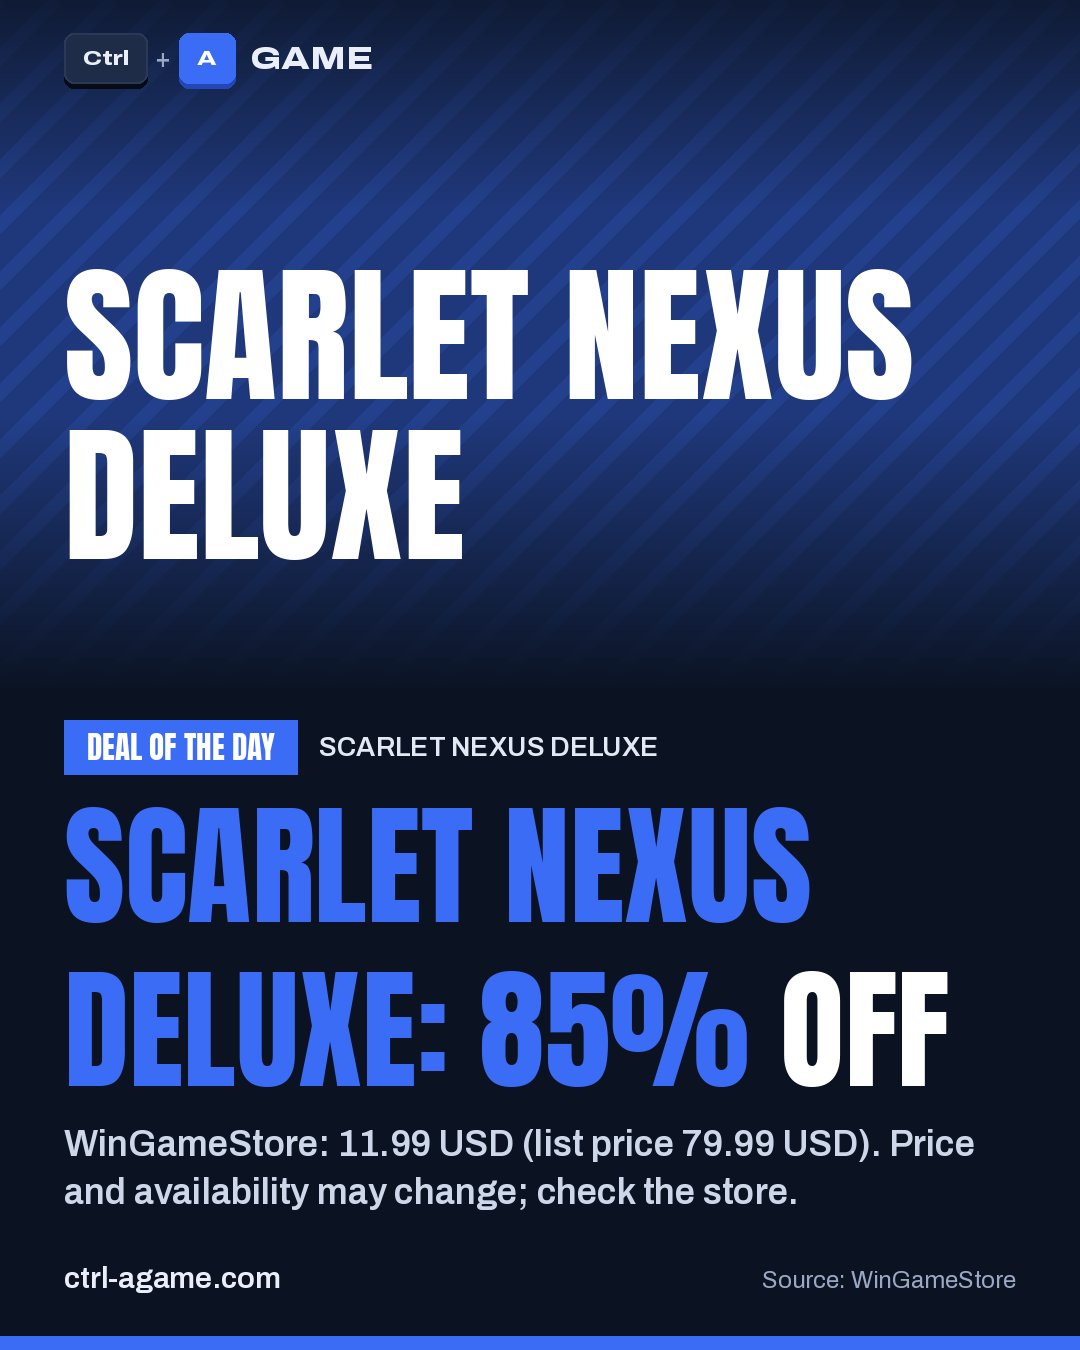 Ctrl + A GAME
SCARLET NEXUS
DELUXE
DEAL OF THE DAY SCARLET NEXUS DELUXE
SCARLET NEXUS
DELUXE: 85% OFF
WinGameStore: 11.99 USD (list price 79.99 USD). Price
and availability may change; check the store.
ctrl-agame.com Source: WinGameStore